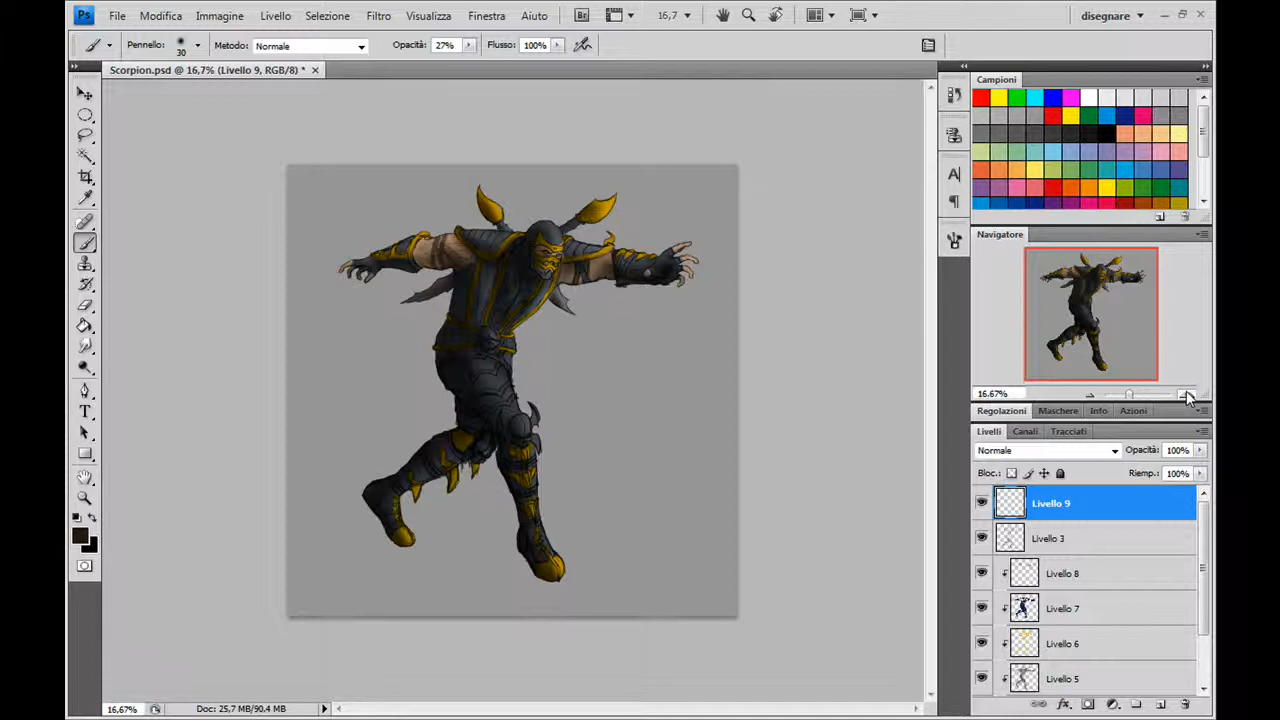 Ps File Modifica Immagine Livello Selezione Filtro Visualizza Finestra Aiuto Br 16,7 disegnare
Pennello: 30 Metodo: Normale Opacità: 27% Flusso: 100%
Scorpion.psd @ 16,7% (Livello 9, RGB/8) *
Campioni
Navigatore
16.67%
Regolazioni Maschere Info Azioni
Livelli Canali Tracciati
Normale Opacità: 100%
Bloc.: Riemp.: 100%
Livello 9
Livello 3
Livello 8
Livello 7
Livello 6
Livello 5
16,67% Doc: 25,7 MB/90,4 MB